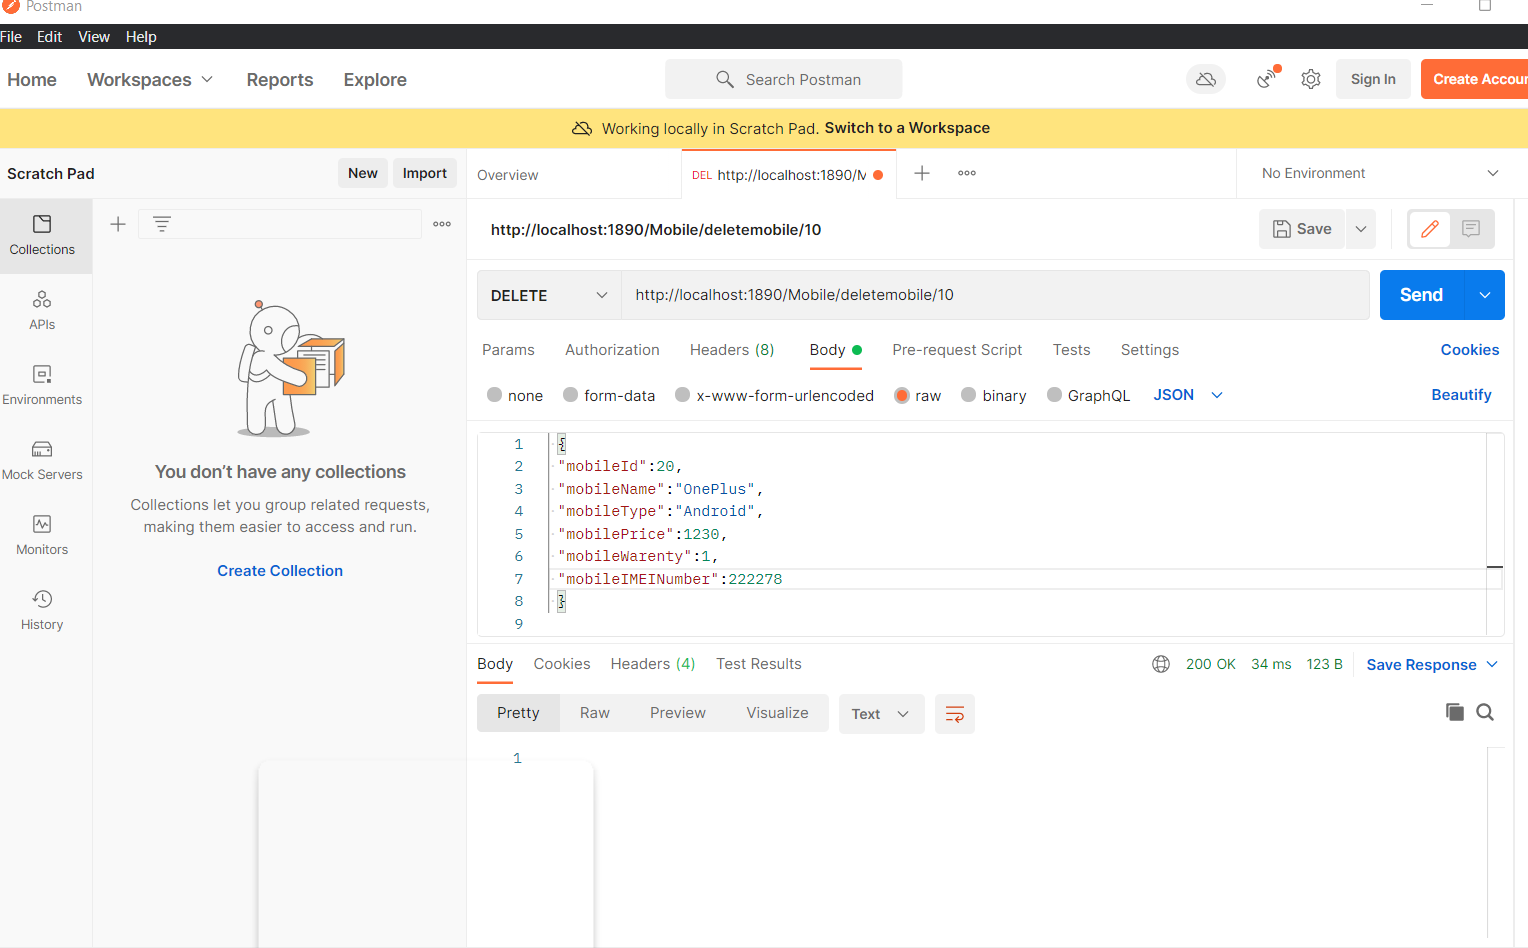 Postman
File Edit View Help
Home Workspaces Reports Explore
Search Postman
Sign In
Create Accoun
Working locally in Scratch Pad. Switch to a Workspace
Scratch Pad
New
Import
Overview
DEL http://localhost:1890/M
No Environment
Collections
APIs
Environments
Mock Servers
Monitors
History
You don't have any collections
Collections let you group related requests,
making them easier to access and run.
Create Collection
http://localhost:1890/Mobile/deletemobile/10
Save
DELETE http://localhost:1890/Mobile/deletemobile/10
Send
Params Authorization Headers (8) Body Pre-request Script Tests Settings Cookies
none form-data x-www-form-urlencoded raw binary GraphQL JSON Beautify
1 {
2 "mobileId":20,
3 "mobileName":"OnePlus",
4 "mobileType":"Android",
5 "mobilePrice":1230,
6 "mobileWarenty":1,
7 "mobileIMEINumber":222278
8 }
9
Body Cookies Headers (4) Test Results 200 OK 34 ms 123 B Save Response
Pretty Raw Preview Visualize Text
1